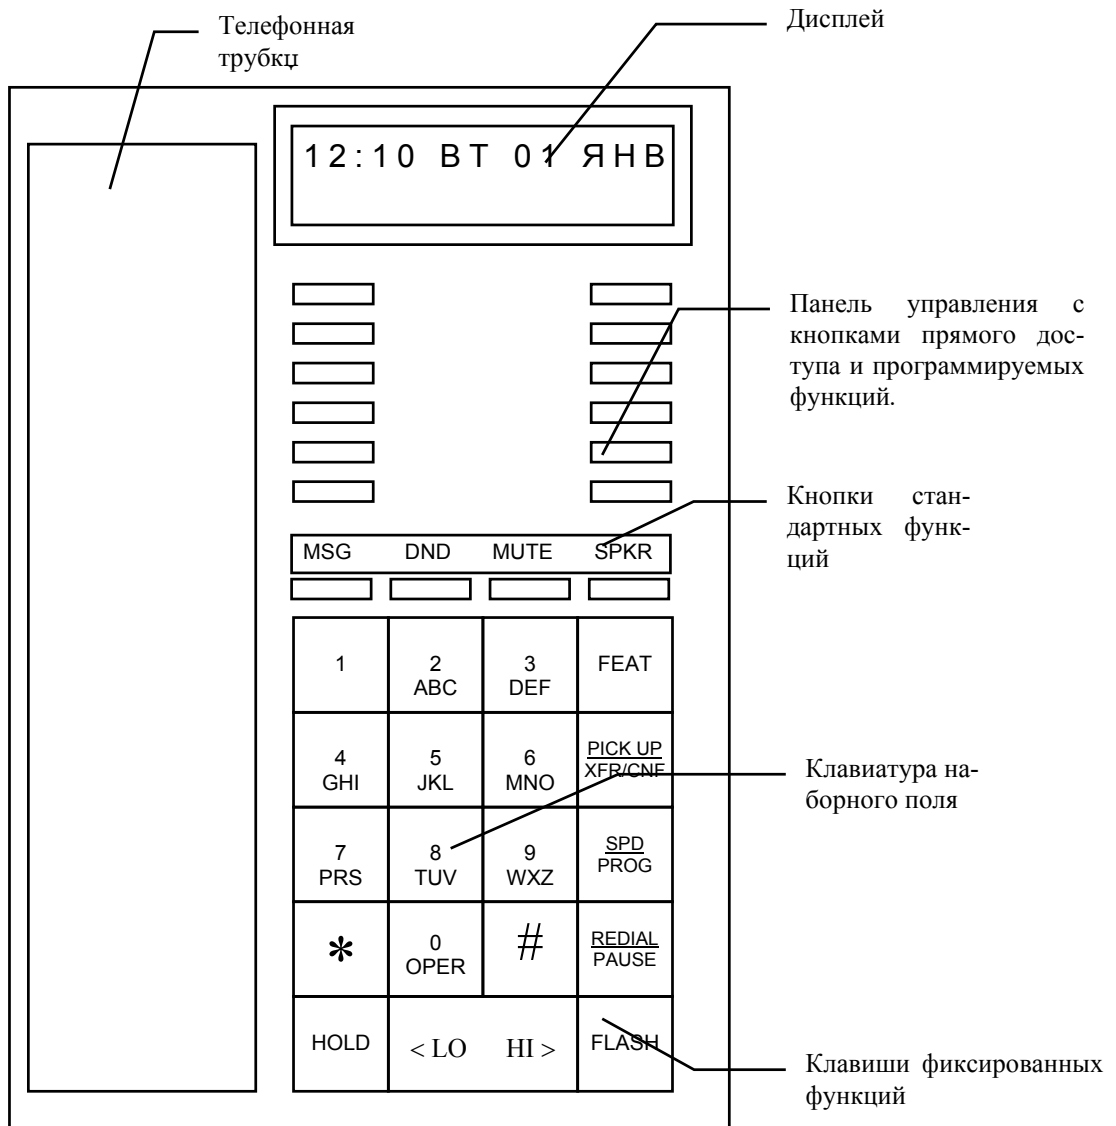 Телефонная
трубкџ
Дисплей
12:10 ВТ 01 ЯНВ
Панель управления с
кнопками прямого дос-
тупа и программируемых
функций.
Кнопки стан-
дартных функ-
ций
MSG DND MUTE SPKR
1 2 3 FEAT
ABC DEF
4 5 6 PICK UP
GHI JKL MNO XFR/CNF
Клавиатура на-
борного поля
7 8 9 SPD
PRS TUV WXZ PROG
* 0 # REDIAL
OPER PAUSE
HOLD < LO HI > FLASH
Клавиши фиксированных
функций